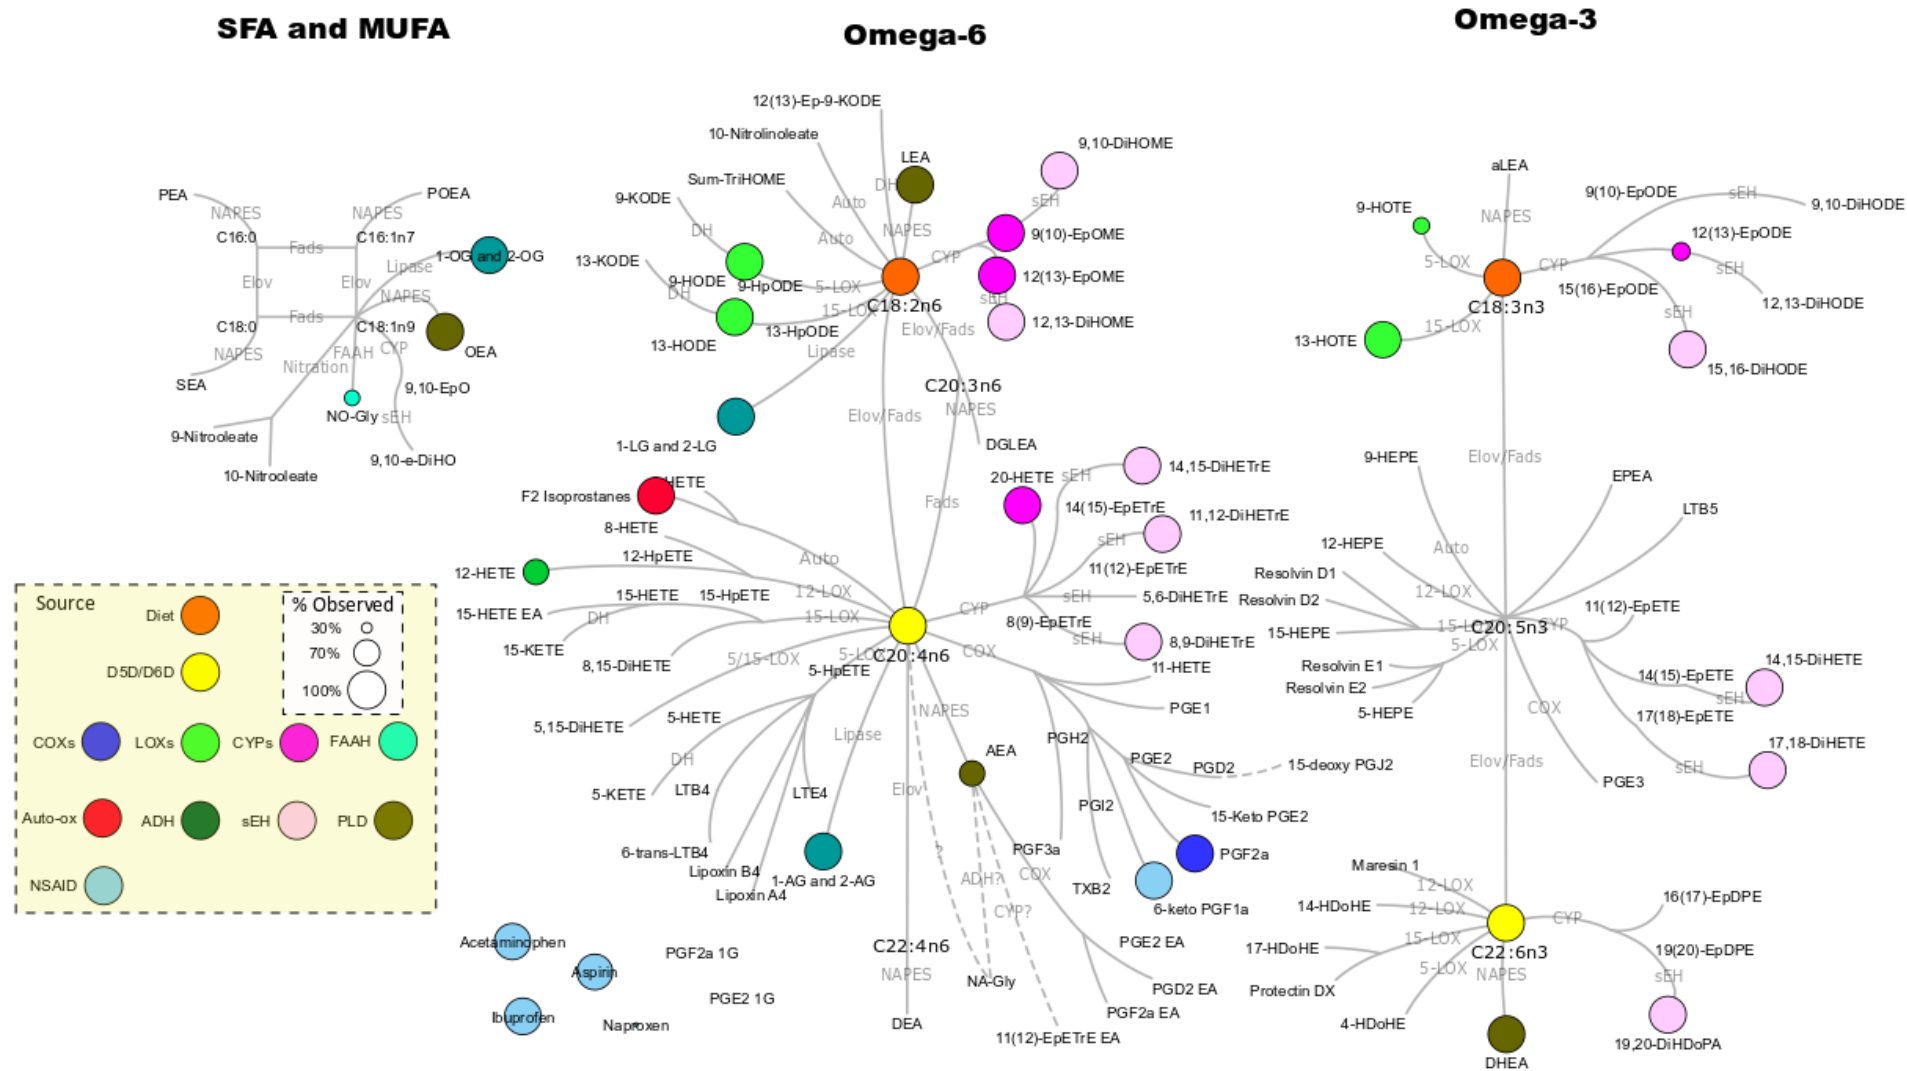 SFA and MUFA
Omega-6
Omega-3
PEA
POEA
NAPES
NAPES
C16:0
Fads
C16:1n7
1-OG and 2-OG
Lipase
Elov
Elov
NAPES
C18:0
Fads
C18:1n9
NAPES
FAAH
CYP
OEA
Nitration
SEA
9,10-EpO
NO-Gly
sEH
9-Nitrooleate
9,10-e-DiHO
10-Nitrooleate
12(13)-Ep-9-KODE
10-Nitrolinoleate
LEA
9,10-DiHOME
Sum-TriHOME
DH
9-KODE
Auto
sEH
DH
Auto
NAPES
9(10)-EpOME
CYP
13-KODE
9-HODE
9-HpODE
5-LOX
12(13)-EpOME
DH
15-LOX
C18:2n6
sEH
13-HpODE
Elov/Fads
12,13-DiHOME
13-HODE
Lipase
C20:3n6
Elov/Fads
NAPES
1-LG and 2-LG
DGLEA
HETE
F2 Isoprostanes
20-HETE
sEH
14,15-DiHETrE
Fads
14(15)-EpETrE
11,12-DiHETrE
8-HETE
sEH
12-HpETE
Auto
11(12)-EpETrE
12-HETE
12-LOX
15-HETE
15-HpETE
sEH
5,6-DiHETrE
15-HETE EA
DH
15-LOX
CYP
8(9)-EpETrE
sEH
8,9-DiHETrE
15-KETE
8,15-DiHETE
5/15-LOX
5-LOX
C20:4n6
COX
11-HETE
5-HpETE
5,15-DiHETE
5-HETE
NAPES
PGE1
Lipase
PGH2
DH
AEA
PGE2
PGD2
15-deoxy PGJ2
5-KETE
LTB4
LTE4
Elov
PGI2
15-Keto PGE2
6-trans-LTB4
?
PGF3a
PGF2a
Lipoxin B4
1-AG and 2-AG
ADH?
COX
TXB2
Lipoxin A4
CYP?
6-keto PGF1a
C22:4n6
PGE2 EA
NAPES
NA-Gly
PGD2 EA
PGF2a EA
DEA
11(12)-EpETrE EA
Acetaminophen
PGF2a 1G
Aspirin
PGE2 1G
Ibuprofen
Naproxen
aLEA
9(10)-EpODE
sEH
9,10-DiHODE
9-HOTE
NAPES
12(13)-EpODE
5-LOX
CYP
sEH
15(16)-EpODE
C18:3n3
12,13-DiHODE
15-LOX
sEH
13-HOTE
15,16-DiHODE
9-HEPE
Elov/Fads
EPEA
LTB5
12-HEPE
Auto
Resolvin D1
12-LOX
Resolvin D2
11(12)-EpETE
15-HEPE
15-LOX
C20:5n3
CYP
5-LOX
Resolvin E1
14,15-DiHETE
14(15)-EpETE
Resolvin E2
sEH
5-HEPE
COX
17(18)-EpETE
Elov/Fads
17,18-DiHETE
sEH
PGE3
Maresin 1
12-LOX
16(17)-EpDPE
14-HDoHE
12-LOX
CYP
17-HDoHE
15-LOX
C22:6n3
19(20)-EpDPE
5-LOX
NAPES
sEH
Protectin DX
4-HDoHE
19,20-DiHDoPA
DHEA
Source
Diet
% Observed
30%
70%
100%
D5D/D6D
COXs
LOXs
CYPs
FAAH
Auto-ox
ADH
sEH
PLD
NSAID